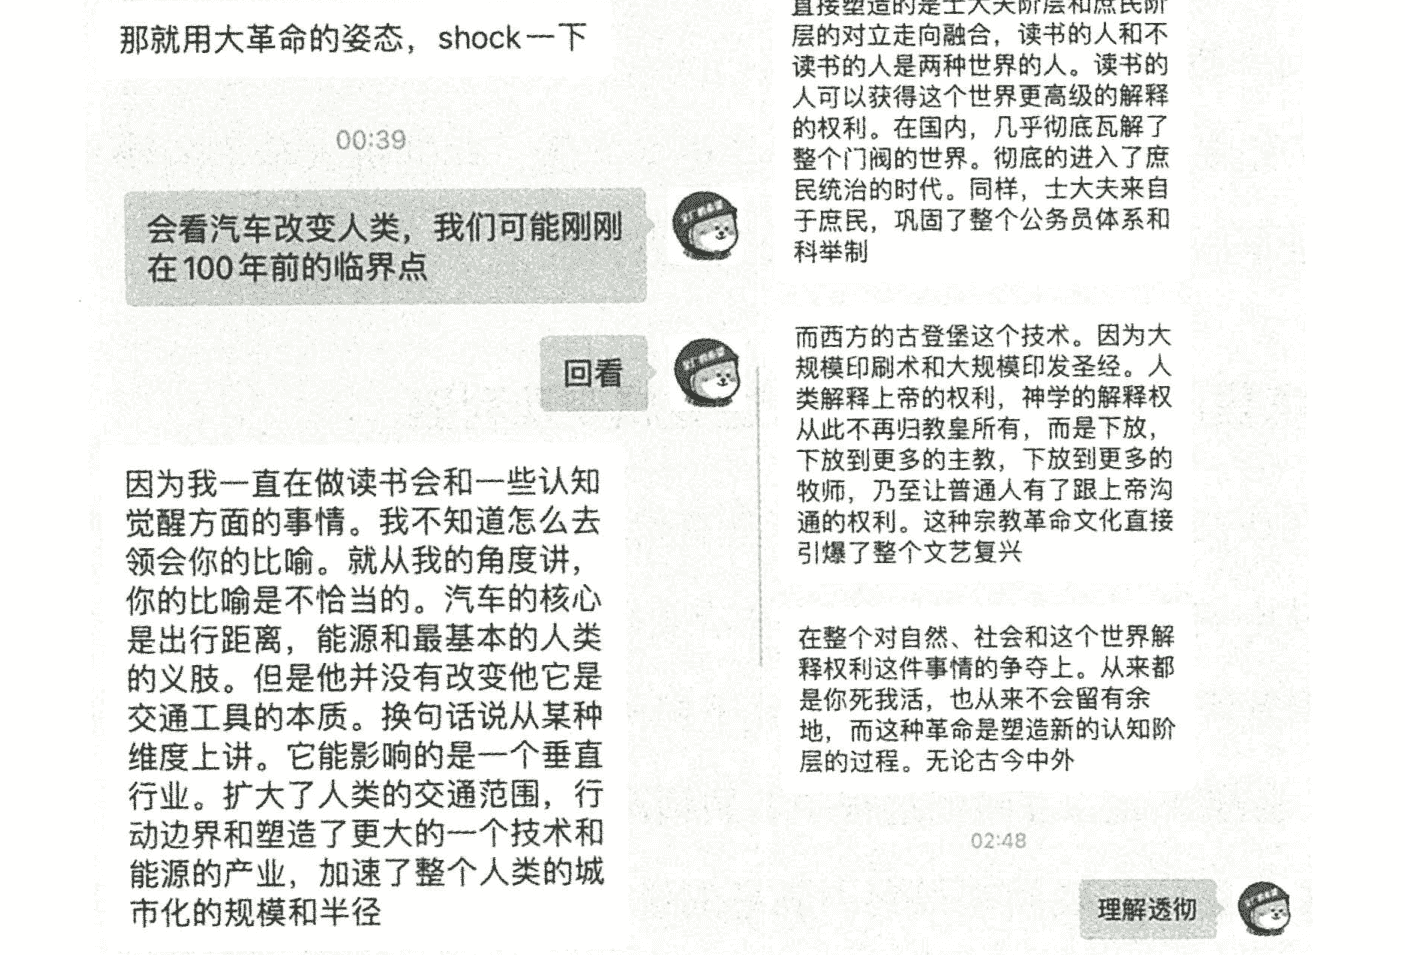 那就用大革命的姿态，shock一下
00:39
会看汽车改变人类，我们可能刚刚
在100年前的临界点
回看
因为我一直在做读书会和一些认知
觉醒方面的事情。我不知道怎么去
领会你的比喻。就从我的角度讲，
你的比喻是不恰当的。汽车的核心
是出行距离，能源和最基本的人类
的义肢。但是他并没有改变他它是
交通工具的本质。换句话说从某种
维度上讲。它能影响的是一个垂直
行业。扩大了人类的交通范围，行
动边界和塑造了更大的一个技术和
能源的产业，加速了整个人类的城
市化的规模和半径
直接塑造的是士大夫阶层和庶民阶
层的对立走向融合，读书的人和不
读书的人是两种世界的人。读书的
人可以获得这个世界更高级的解释
的权利。在国内，几乎彻底瓦解了
整个门阀的世界。彻底的进入了庶
民统治的时代。同样，士大夫来自
于庶民，巩固了整个公务员体系和
科举制
而西方的古登堡这个技术。因为大
规模印刷术和大规模印发圣经。人
类解释上帝的权利，神学的解释权
从此不再归教皇所有，而是下放，
下放到更多的主教，下放到更多的
牧师，乃至让普通人有了跟上帝沟
通的权利。这种宗教革命文化直接
引爆了整个文艺复兴
在整个对自然、社会和这个世界解
释权利这件事情的争夺上。从来都
是你死我活，也从来不会留有余
地，而这种革命是塑造新的认知阶
层的过程。无论古今中外
02:48
理解透彻